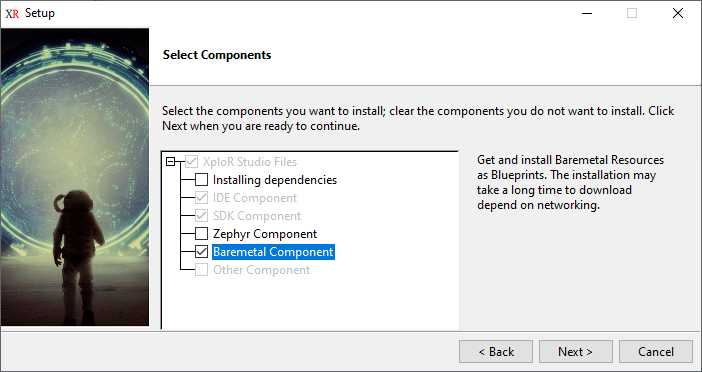 XR Setup
Select Components
Select the components you want to install; clear the components you do not want to install. Click
Next when you are ready to continue.
XploR Studio Files
Installing dependencies
IDE Component
SDK Component
Zephyr Component
Baremetal Component
Other Component
Get and install Baremetal Resources
as Blueprints. The installation may
take a long time to download
depend on networking.
< Back
Next >
Cancel